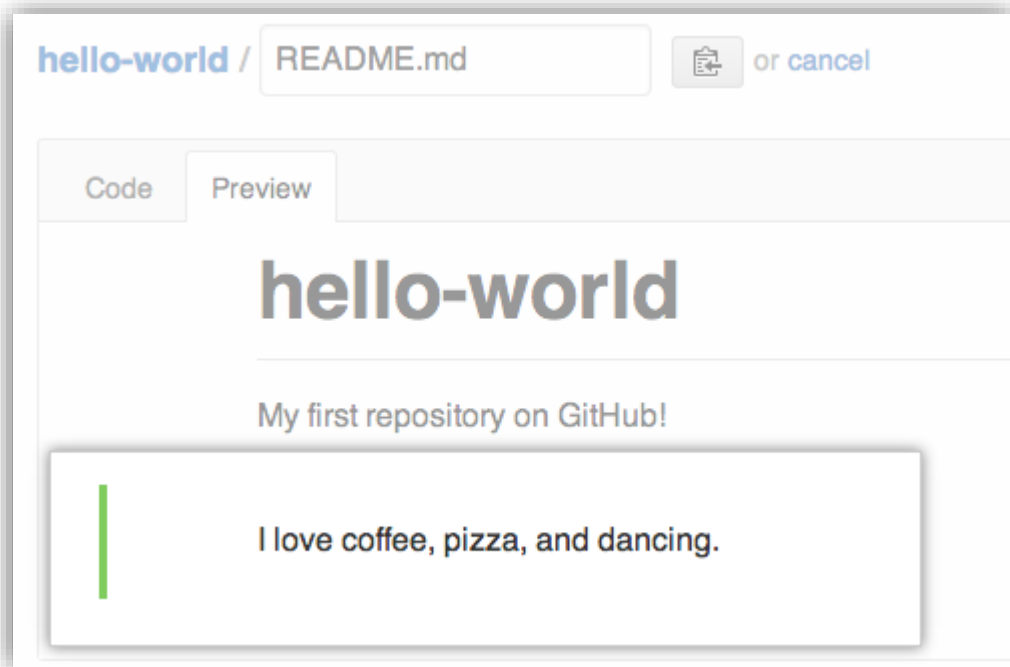 hello-world / README.md or cancel
Code Preview
hello-world
My first repository on GitHub!
I love coffee, pizza, and dancing.